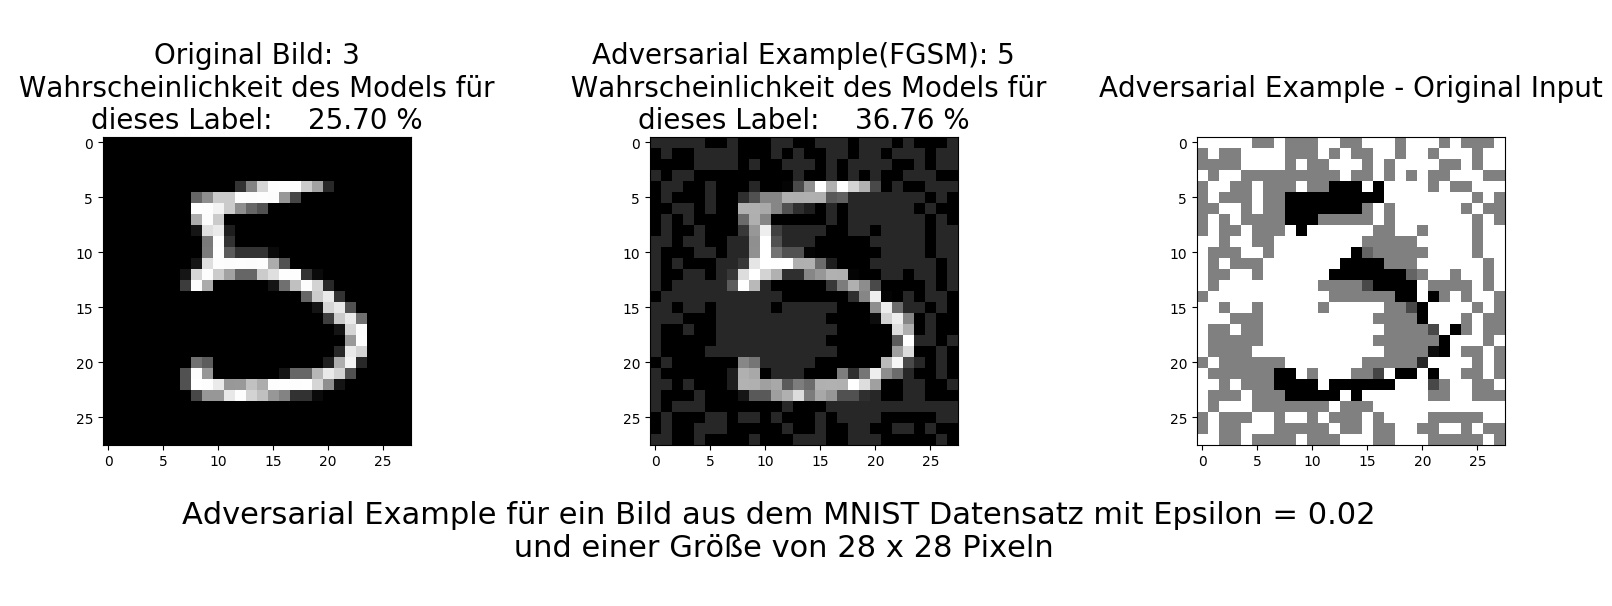 Original Bild: 3
Wahrscheinlichkeit des Models für
dieses Label: 25.70 %
Adversarial Example(FGSM): 5
Wahrscheinlichkeit des Models für
dieses Label: 36.76 %
Adversarial Example - Original Input
0
5
10
15
20
25
0 5 10 15 20 25
0
5
10
15
20
25
0 5 10 15 20 25
0
5
10
15
20
25
0 5 10 15 20 25
Adversarial Example für ein Bild aus dem MNIST Datensatz mit Epsilon = 0.02
und einer Größe von 28 x 28 Pixeln